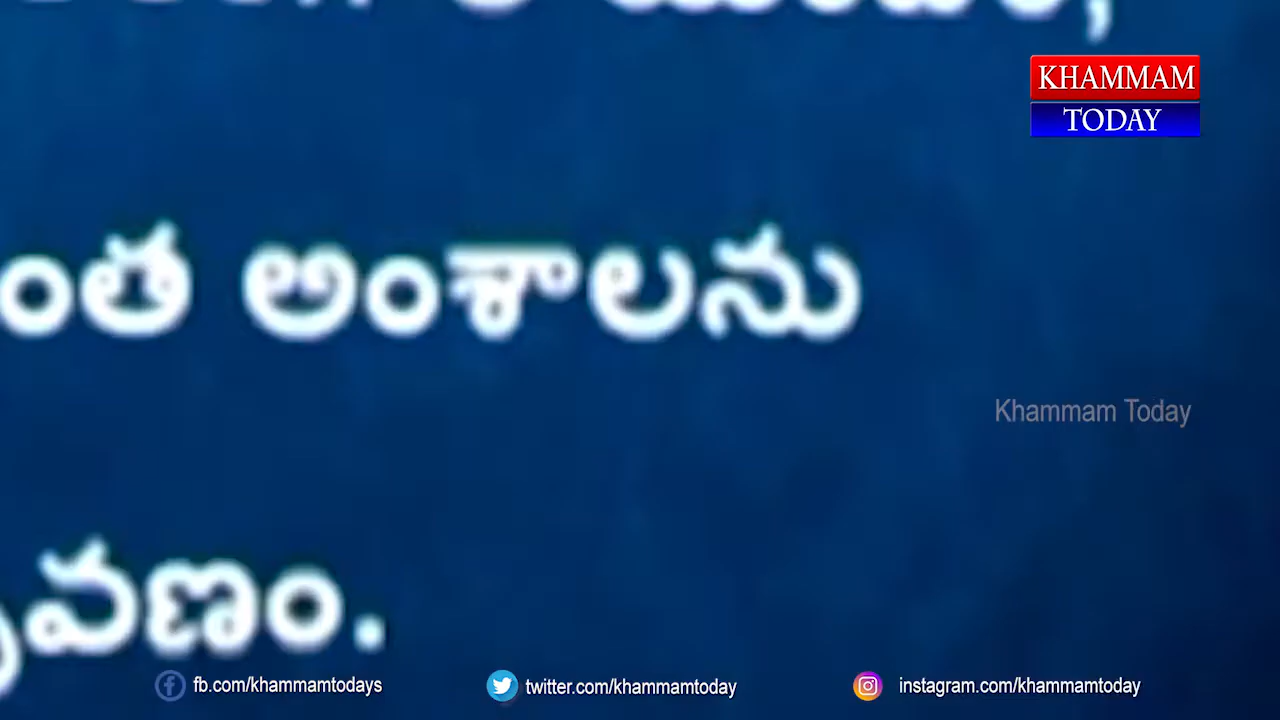 KHAMMAM
TODAY
అంశాలను
Khammam Today
fb.com/khammamtodays
twitter.com/khammamtoday
instagram.com/khammamtoday